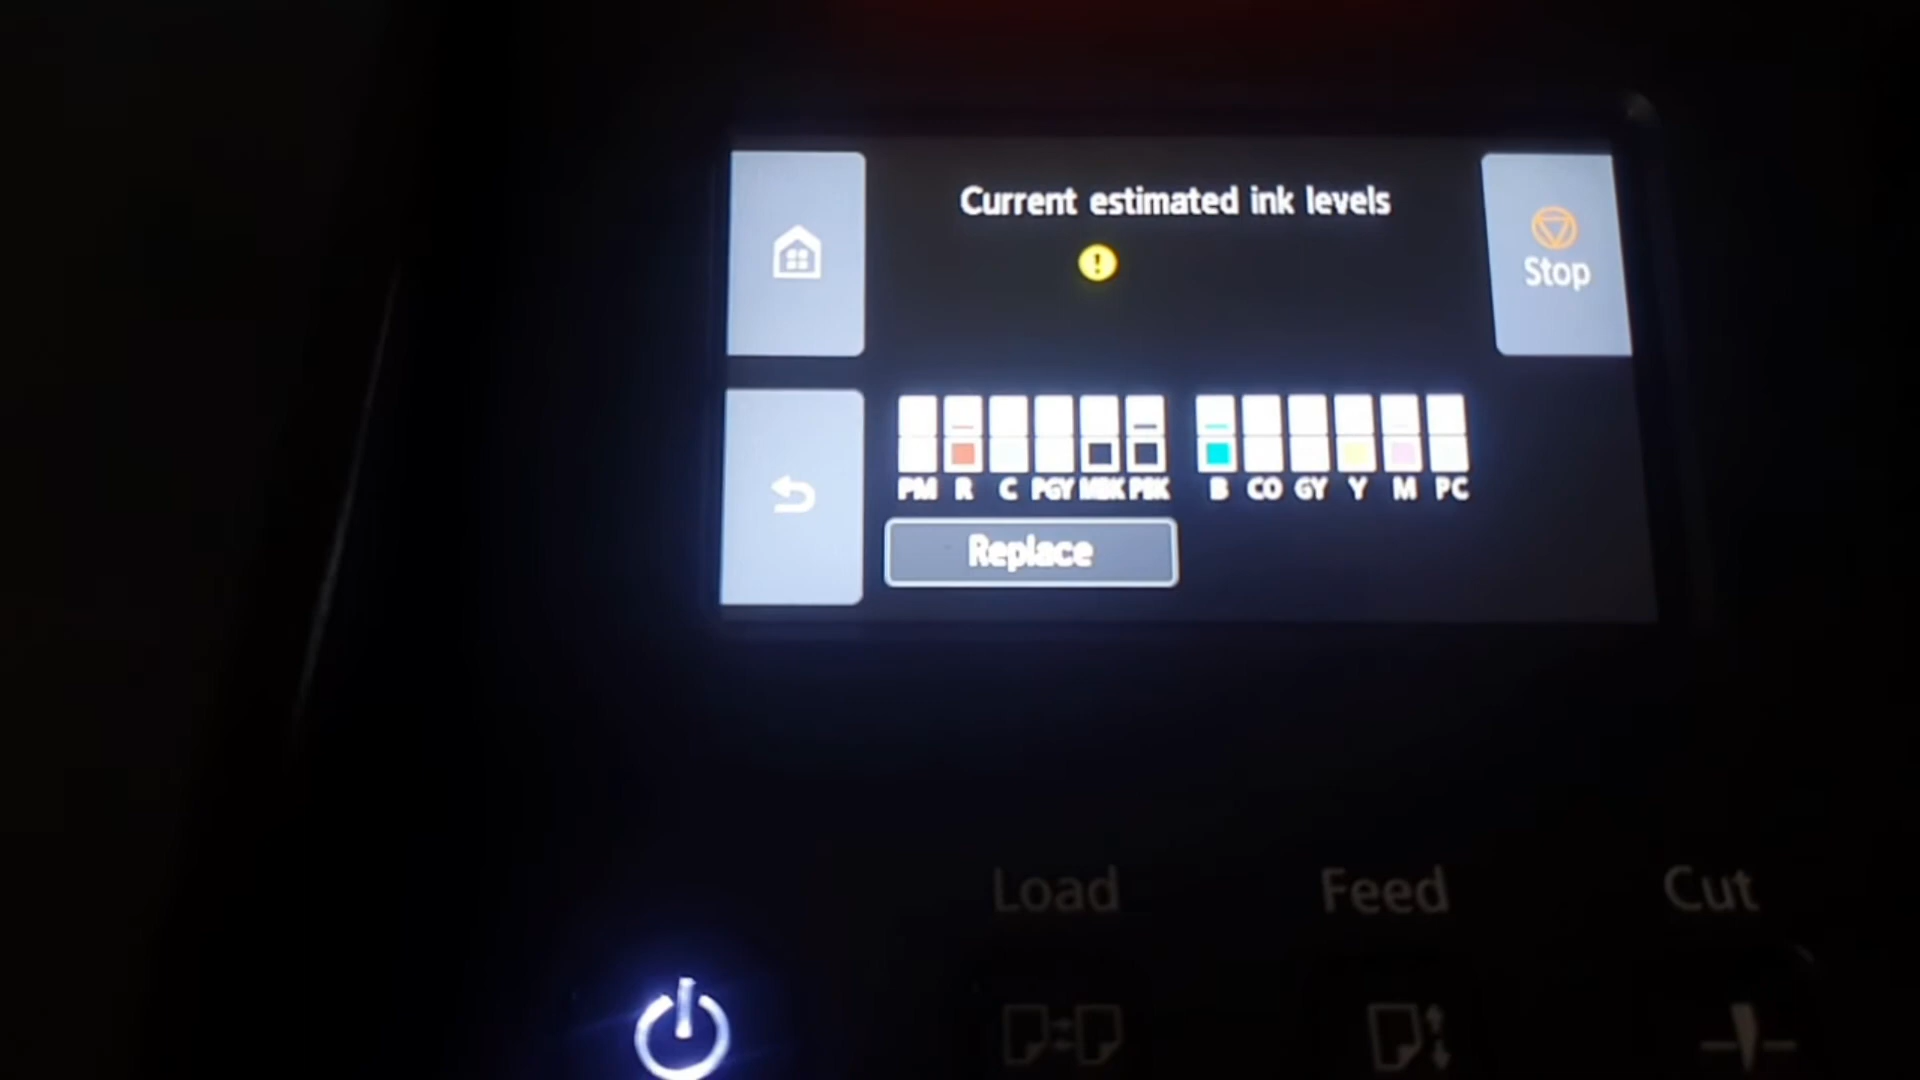 Current estimated ink levels
Stop
PM R C PGY MBK PBK B CO GY Y M PC
Replace
Load Feed Cut